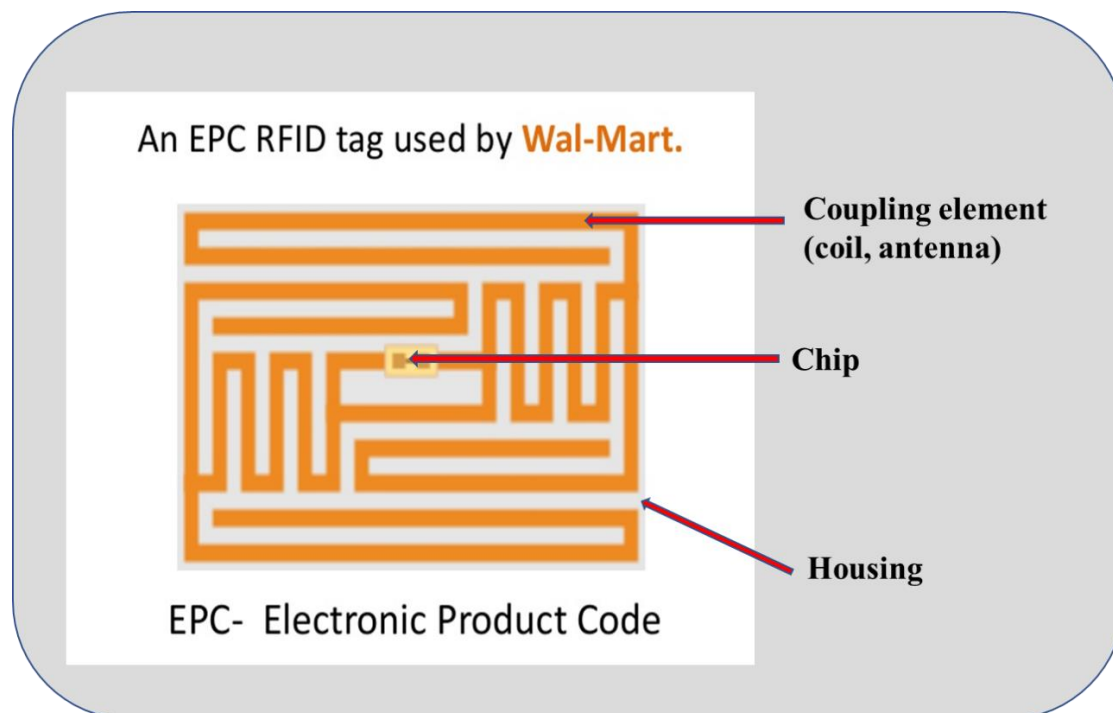 An EPC RFID tag used by Wal-Mart.
Coupling element
(coil, antenna)
Chip
Housing
EPC- Electronic Product Code